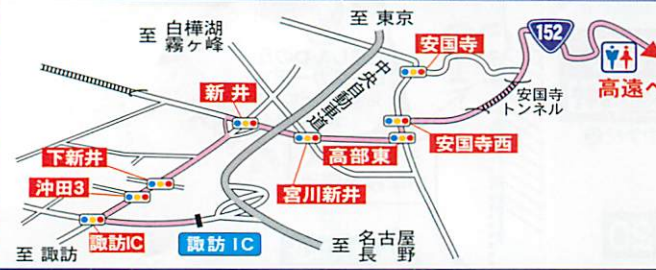 至 白樺湖
霧ヶ峰
至 東京
安国寺
152
高遠へ
新井
中央自動車道
安国寺
トンネル
下新井
高部東
安国寺西
沖田3
宮川新井
諏訪IC
諏訪 IC
至 諏訪
至 名古屋
長 野